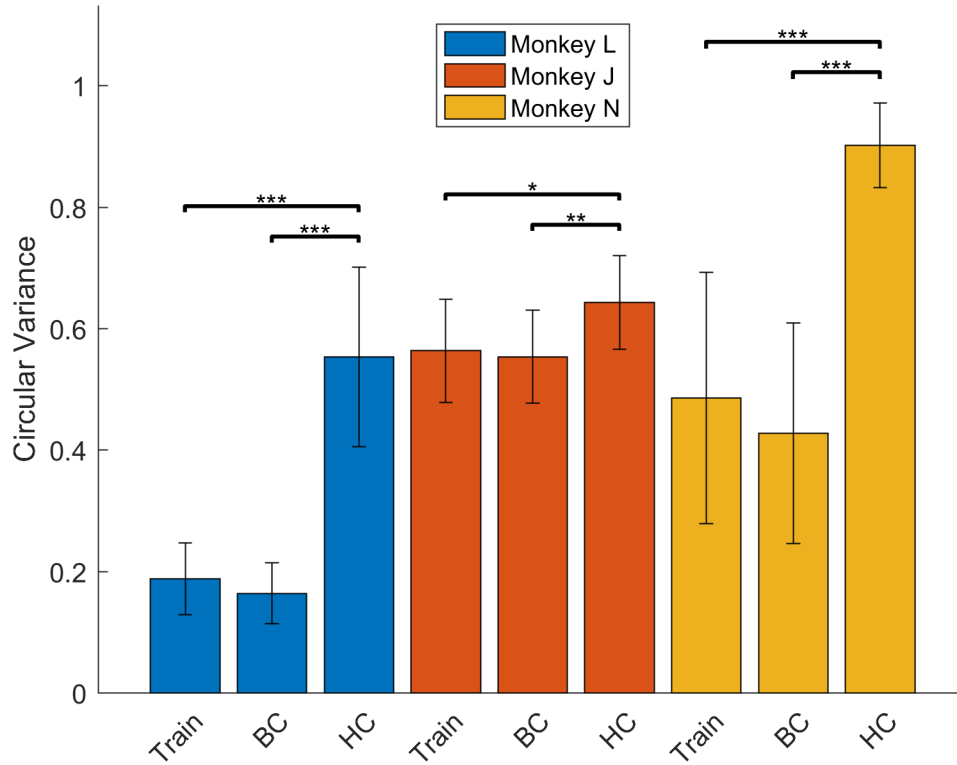 Monkey L
Monkey J
Monkey N
***
***
***
***
*
**
1
0.8
0.6
0.4
0.2
0
Circular Variance
Train
BC
HC
Train
BC
HC
Train
BC
HC